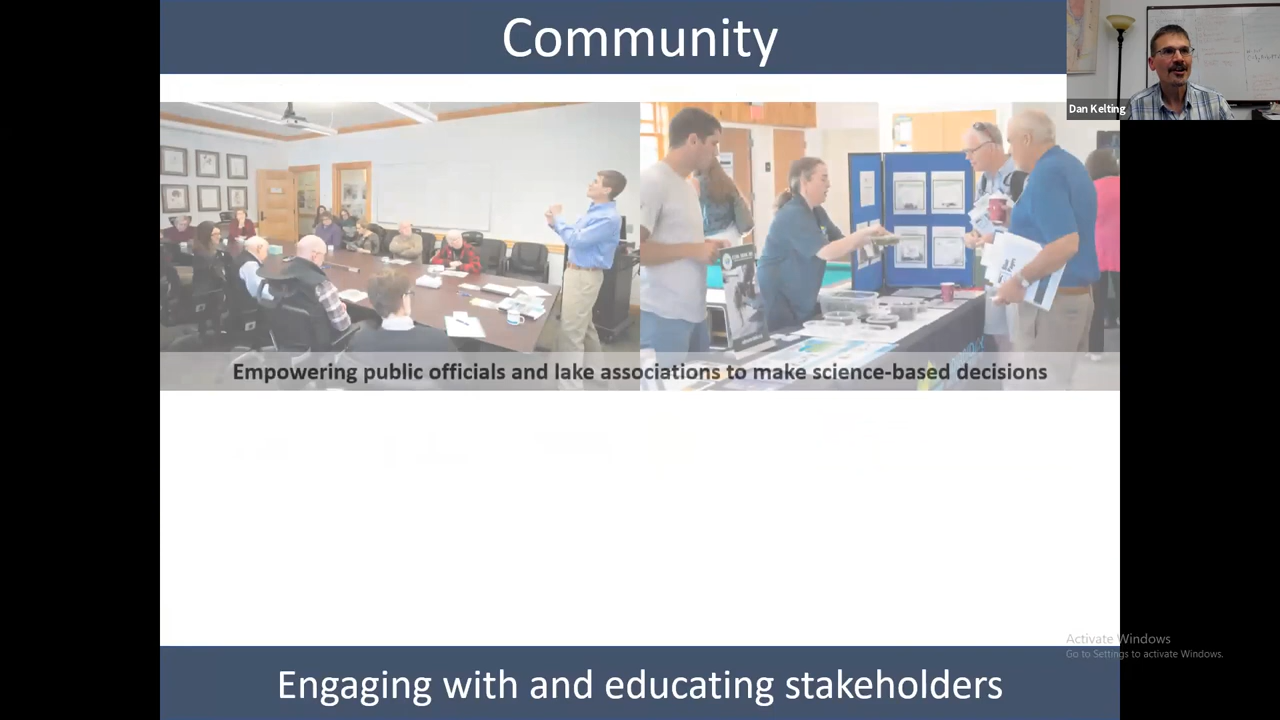 Community
Dan Kelting
Empowering public officials and lake associations to make science-based decisions
Activate Windows
Go to Settings to activate Windows.
Engaging with and educating stakeholders